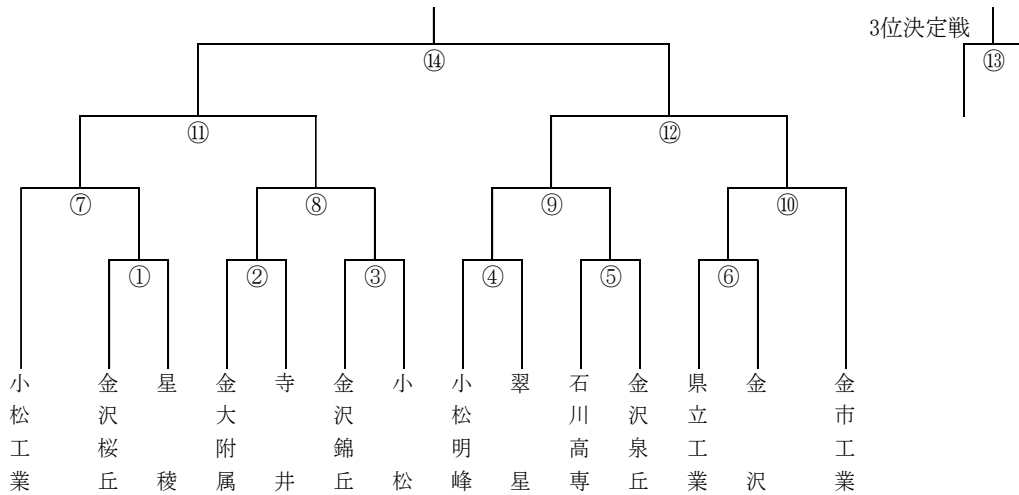 3位決定戦
⑭
⑬
⑪
⑫
⑦
⑧
⑨
⑩
①
②
③
④
⑤
⑥
小松工業
金沢桜丘
星稜
金大附属
寺井
金沢錦丘
小松
小松明峰
翠星
石川高専
金沢泉丘
県立工業
金沢
金市工業